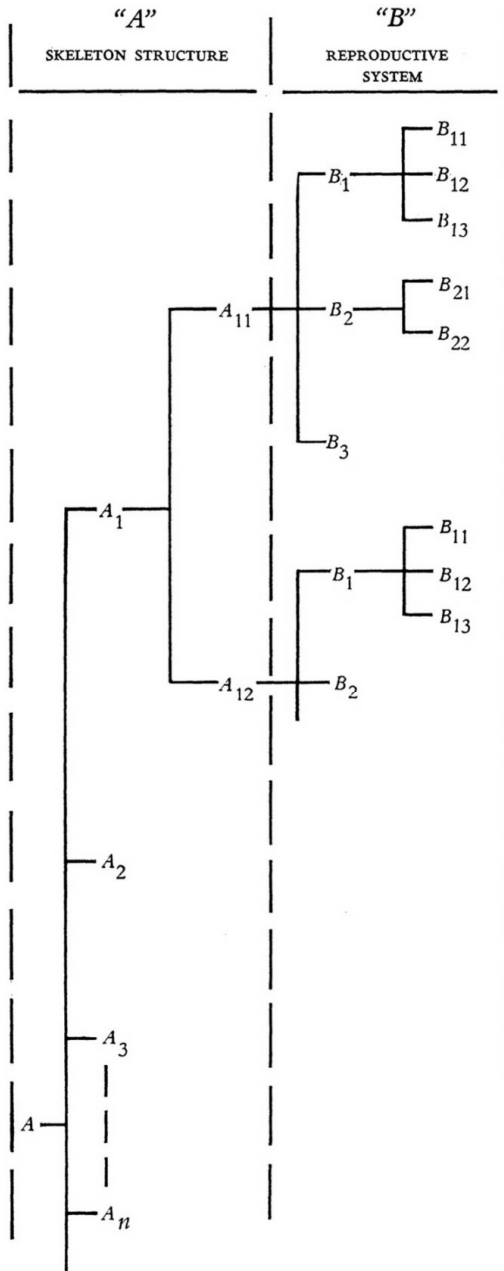 “A”
SKELETON STRUCTURE
“B”
REPRODUCTIVE
SYSTEM
B11
B1
B12
B13
B21
A11
B2
B22
B3
A1
B11
B1
B12
B13
A12
B2
A2
A3
A
An